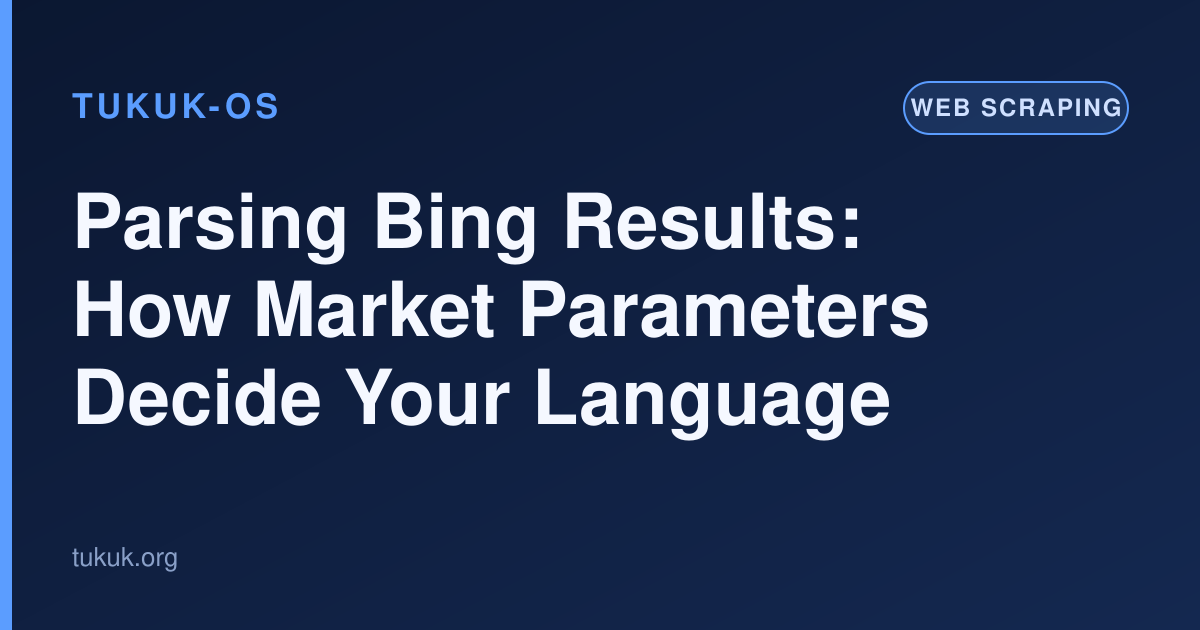 TUKUK-OS
WEB SCRAPING
Parsing Bing Results:
How Market Parameters
Decide Your Language
tukuk.org